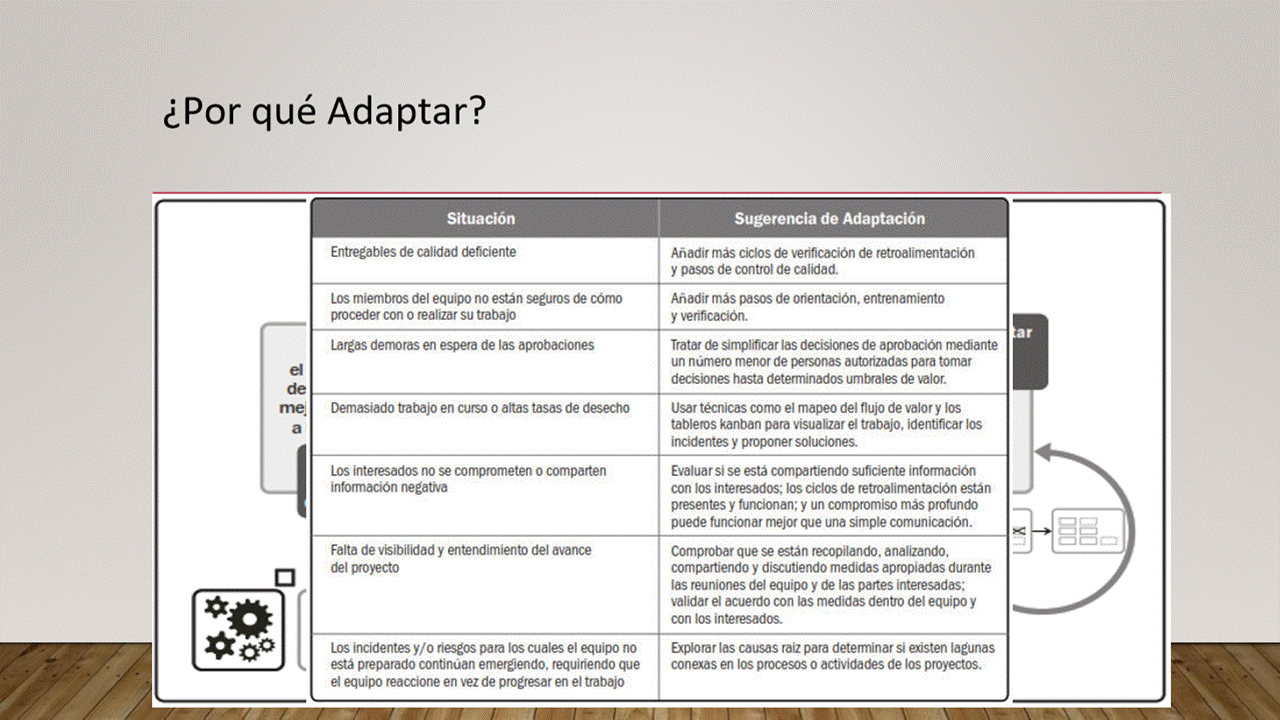 ¿Por qué Adaptar?
Situación
Sugerencia de Adaptación
Entregables de calidad deficiente
Añadir más ciclos de verificación de retroalimentación
y pasos de control de calidad.
Los miembros del equipo no están seguros de cómo
proceder con o realizar su trabajo
Añadir más pasos de orientación, entrenamiento
y verificación.
Largas demoras en espera de las aprobaciones
Tratar de simplificar las decisiones de aprobación mediante
un número menor de personas autorizadas para tomar
decisiones hasta determinados umbrales de valor.
Demasiado trabajo en curso o altas tasas de desecho
Usar técnicas como el mapeo del flujo de valor y los
tableros kanban para visualizar el trabajo, identificar los
incidentes y proponer soluciones.
Los interesados no se comprometen o comparten
información negativa
Evaluar si se está compartiendo suficiente información
con los interesados; los ciclos de retroalimentación están
presentes y funcionan; y un compromiso más profundo
puede funcionar mejor que una simple comunicación.
Falta de visibilidad y entendimiento del avance
del proyecto
Comprobar que se están recopilando, analizando,
compartiendo y discutiendo medidas apropiadas durante
las reuniones del equipo y de las partes interesadas;
validar el acuerdo con las medidas dentro del equipo y
con los interesados.
Los incidentes y/o riesgos para los cuales el equipo no
está preparado continúan emergiendo, requiriendo que
el equipo reaccione en vez de progresar en el trabajo
Explorar las causas raiz para determinar si existen lagunas
conexas en los procesos o actividades de los proyectos.
el
de
mej
a
tar